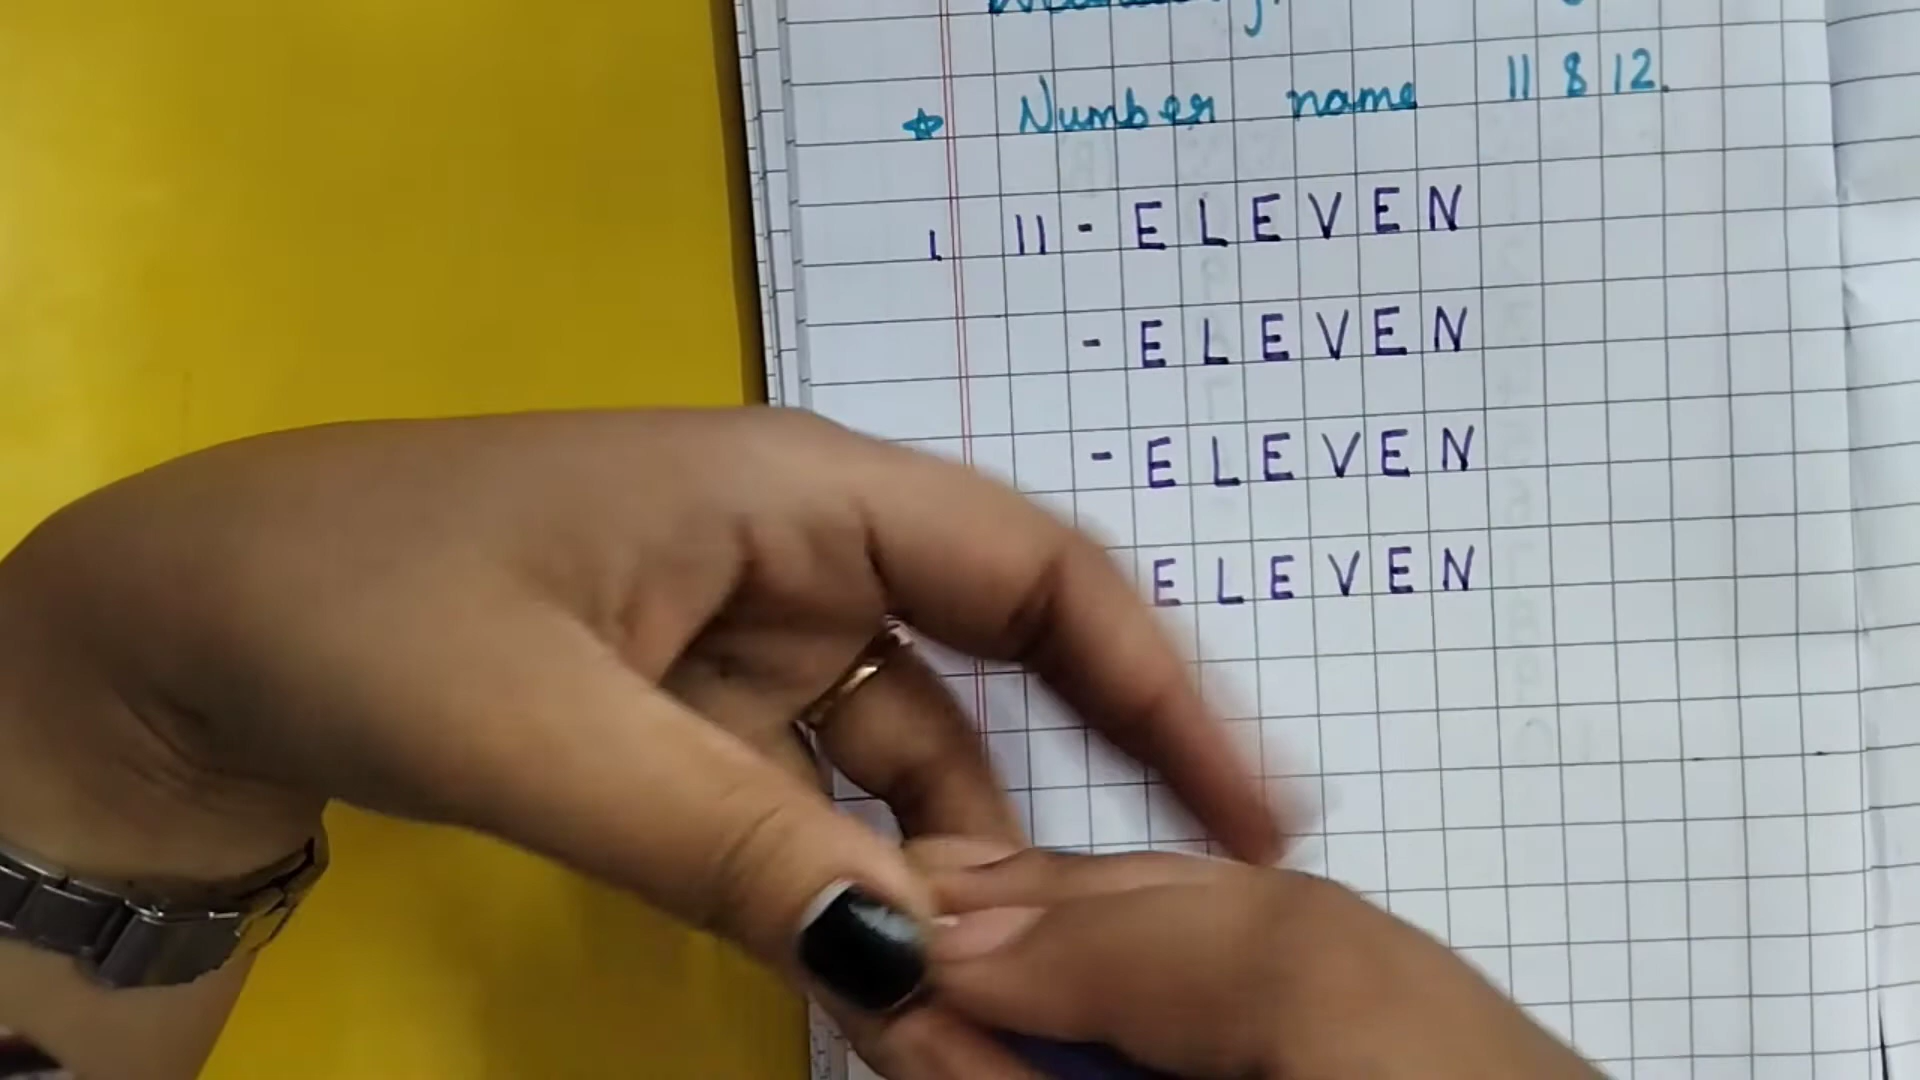 Number name 11 & 12.
1 11 - ELEVEN
- ELEVEN
- ELEVEN
ELEVEN